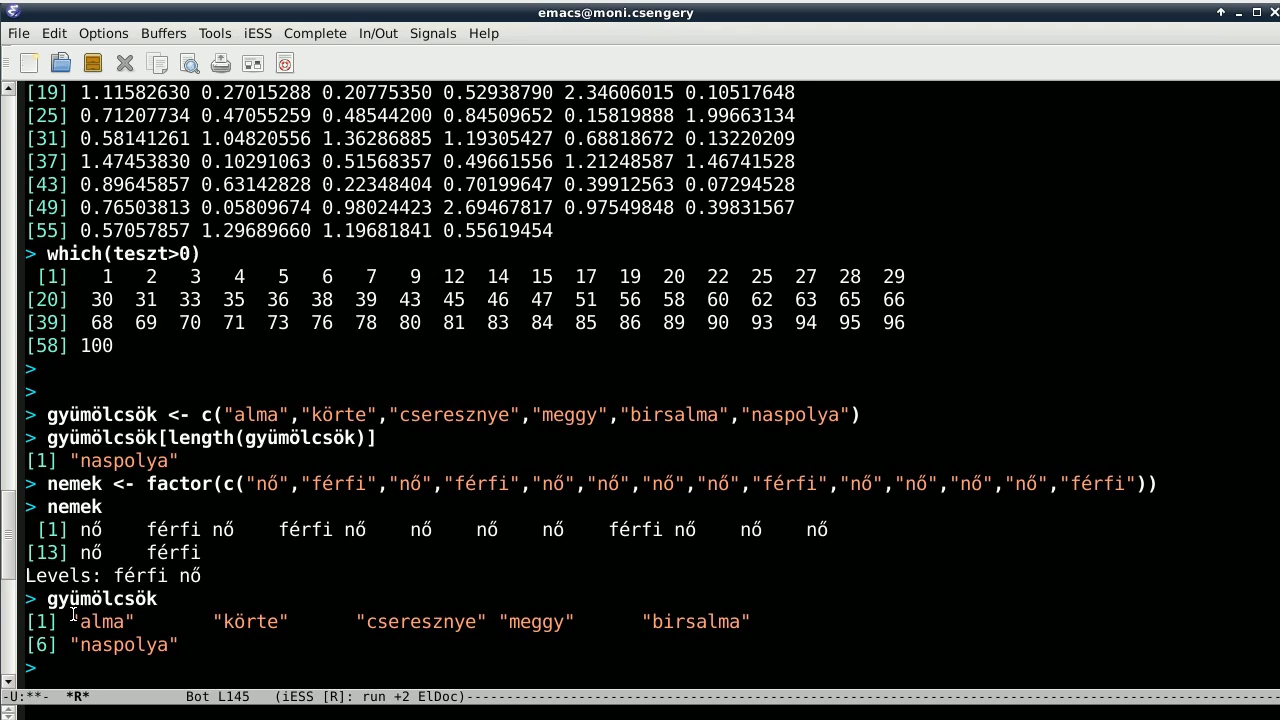 emacs@moni.csengery
File Edit Options Buffers Tools iESS Complete In/Out Signals Help
[19] 1.11582630 0.27015288 0.20775350 0.52938790 2.34606015 0.10517648
[25] 0.71207734 0.47055259 0.48544200 0.84509652 0.15819888 1.99663134
[31] 0.58141261 1.04820556 1.36286885 1.19305427 0.68818672 0.13220209
[37] 1.47453830 0.10291063 0.51568357 0.49661556 1.21248587 1.46741528
[43] 0.89645857 0.63142828 0.22348404 0.70199647 0.39912563 0.07294528
[49] 0.76503813 0.05809674 0.98024423 2.69467817 0.97549848 0.39831567
[55] 0.57057857 1.29689660 1.19681841 0.55619454
> which(teszt>0)
[1] 1 2 3 4 5 6 7 9 12 14 15 17 19 20 22 25 27 28 29
[20] 30 31 33 35 36 38 39 43 45 46 47 51 56 58 60 62 63 65 66
[39] 68 69 70 71 73 76 78 80 81 83 84 85 86 89 90 93 94 95 96
[58] 100
>
>
> gyümölcsök <- c("alma","körte","cseresznye","meggy","birsalma","naspolya")
> gyümölcsök[length(gyümölcsök)]
[1] "naspolya"
> nemek <- factor(c("nő","férfi","nő","férfi","nő","nő","nő","nő","férfi","nő","nő","nő","nő","férfi"))
> nemek
[1] nő férfi nő férfi nő nő nő nő férfi nő nő nő
[13] nő férfi
Levels: férfi nő
> gyümölcsök
[1] "alma" "körte" "cseresznye" "meggy" "birsalma"
[6] "naspolya"
>
-U:**- *R* Bot L145 (iESS [R]: run +2 ElDoc)